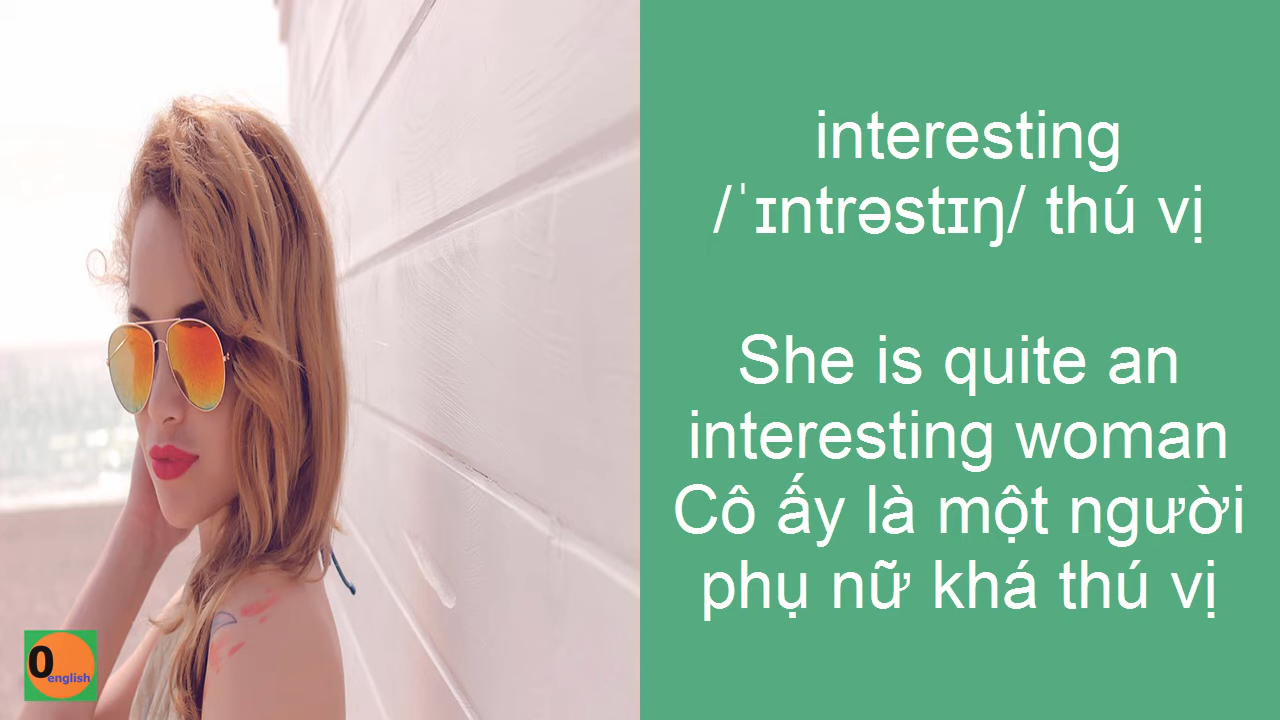 interesting
/ˈɪntrəstɪŋ/ thú vị
She is quite an
interesting woman
Cô ấy là một người
phụ nữ khá thú vị
0
english